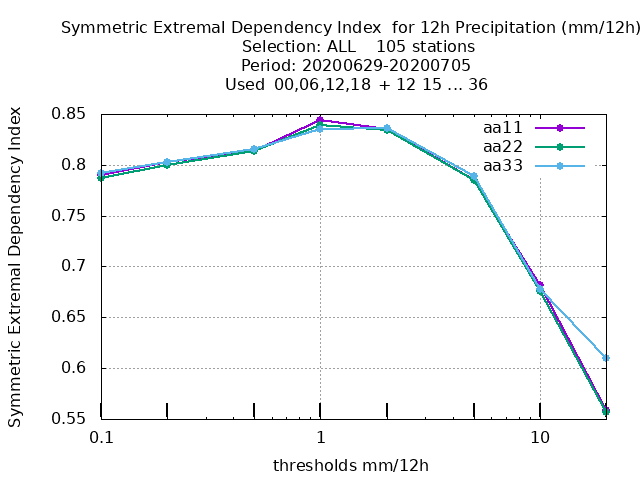 Symmetric Extremal Dependency Index  for 12h Precipitation (mm/12h)
Selection: ALL    105 stations
Period: 20200629-20200705
Used  00,06,12,18  + 12 15 ... 36
Symmetric Extremal Dependency Index
0.85
0.8
0.75
0.7
0.65
0.6
0.55
aa11
aa22
aa33
0.1
1
10
thresholds mm/12h